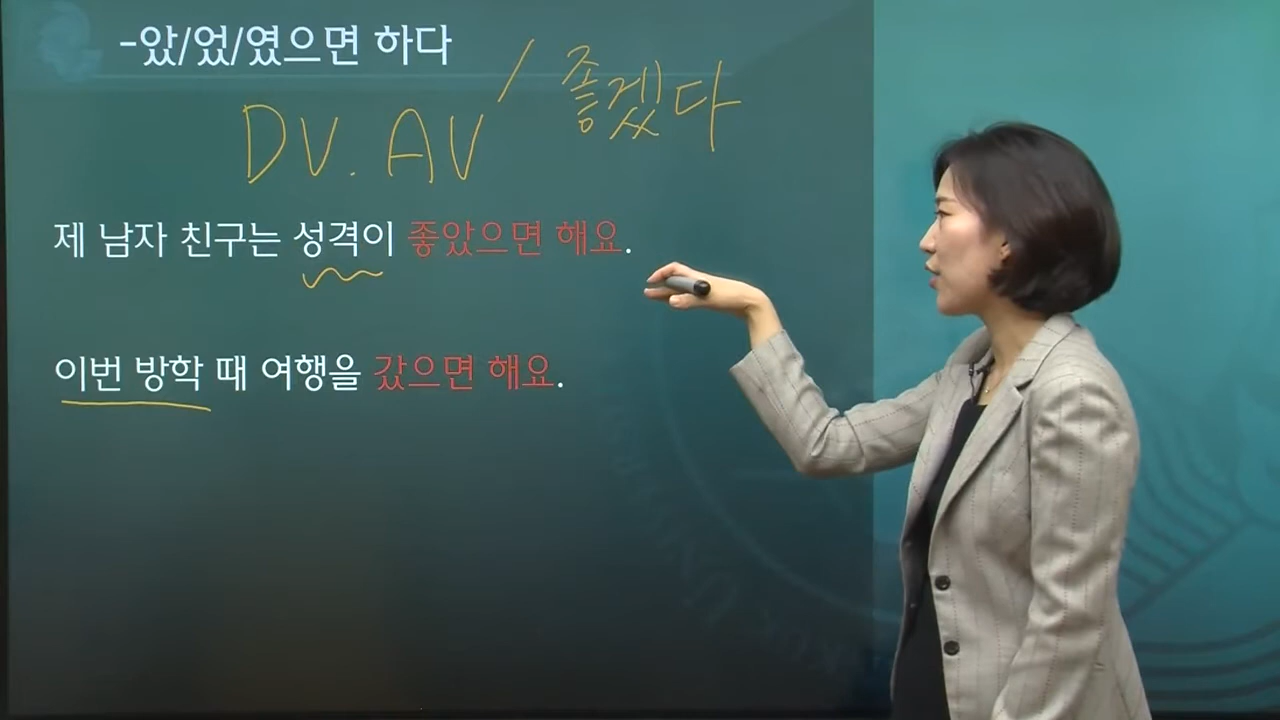 -았/었/였으면 하다
/ 좋겠다
DV. AV
제 남자 친구는 성격이 좋았으면 해요.
이번 방학 때 여행을 갔으면 해요.